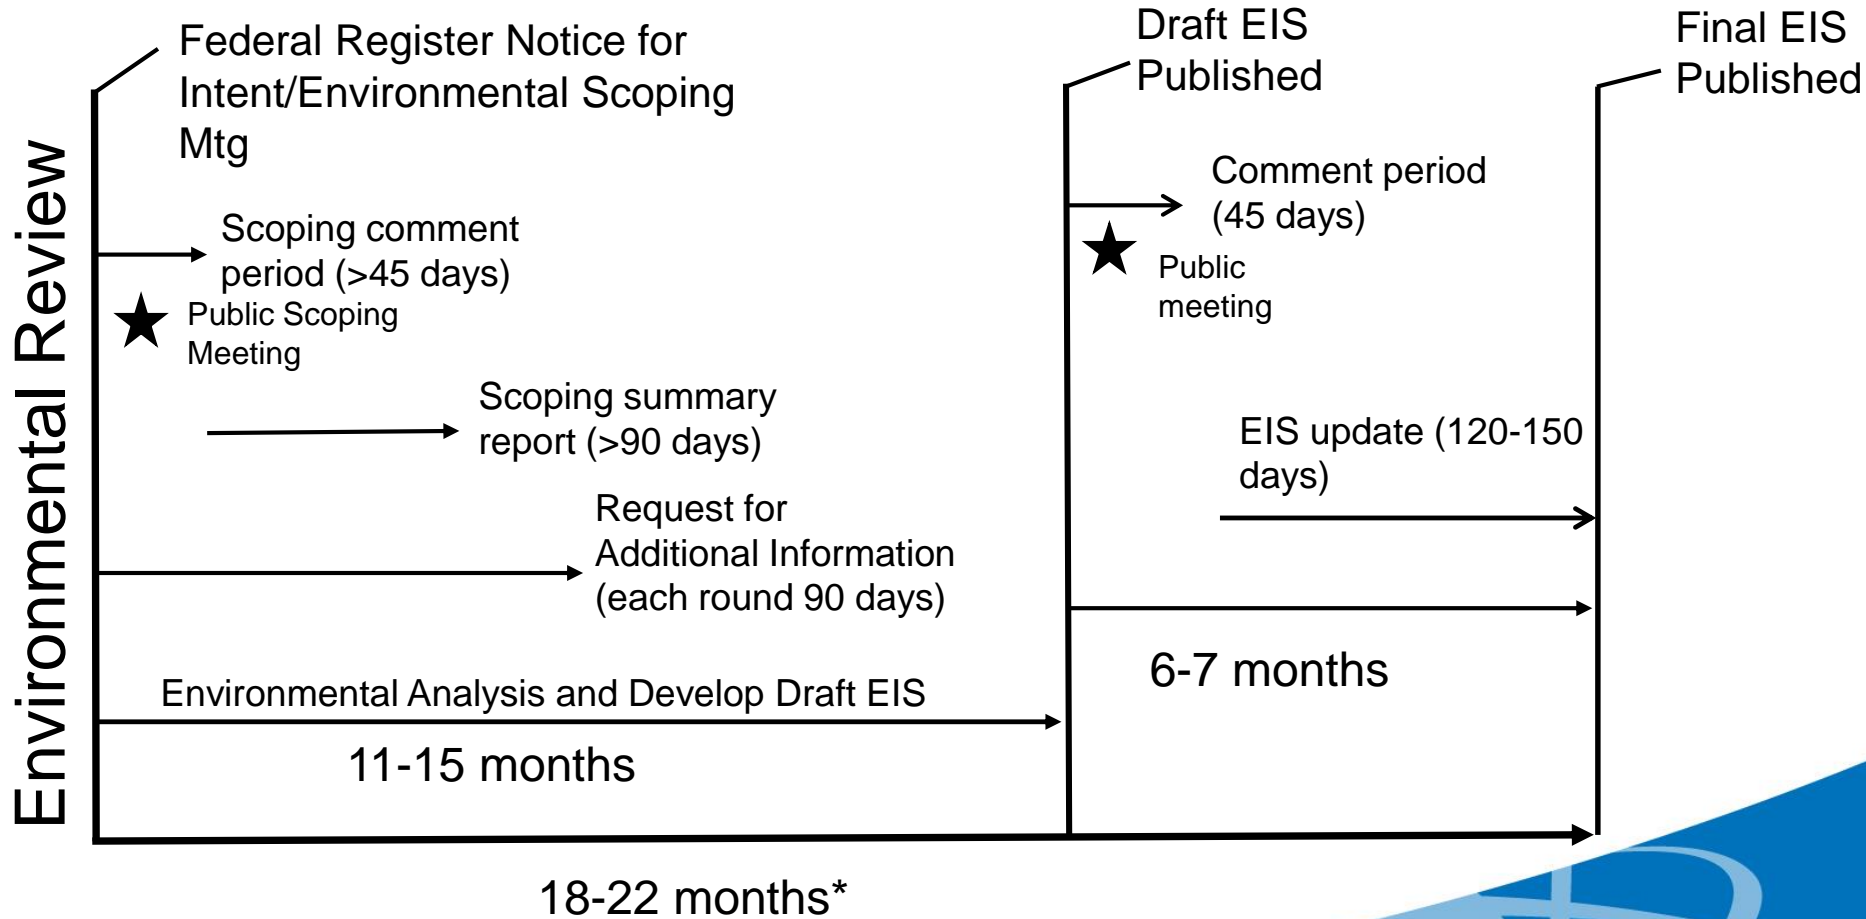 Environmental Review
Federal Register Notice for
Intent/Environmental Scoping
Mtg
Scoping comment
period (>45 days)
Public Scoping
Meeting
Scoping summary
report (>90 days)
Request for
Additional Information
(each round 90 days)
Environmental Analysis and Develop Draft EIS
11-15 months
Draft EIS
Published
Comment period
(45 days)
Public
meeting
EIS update (120-150
days)
6-7 months
Final EIS
Published
18-22 months*